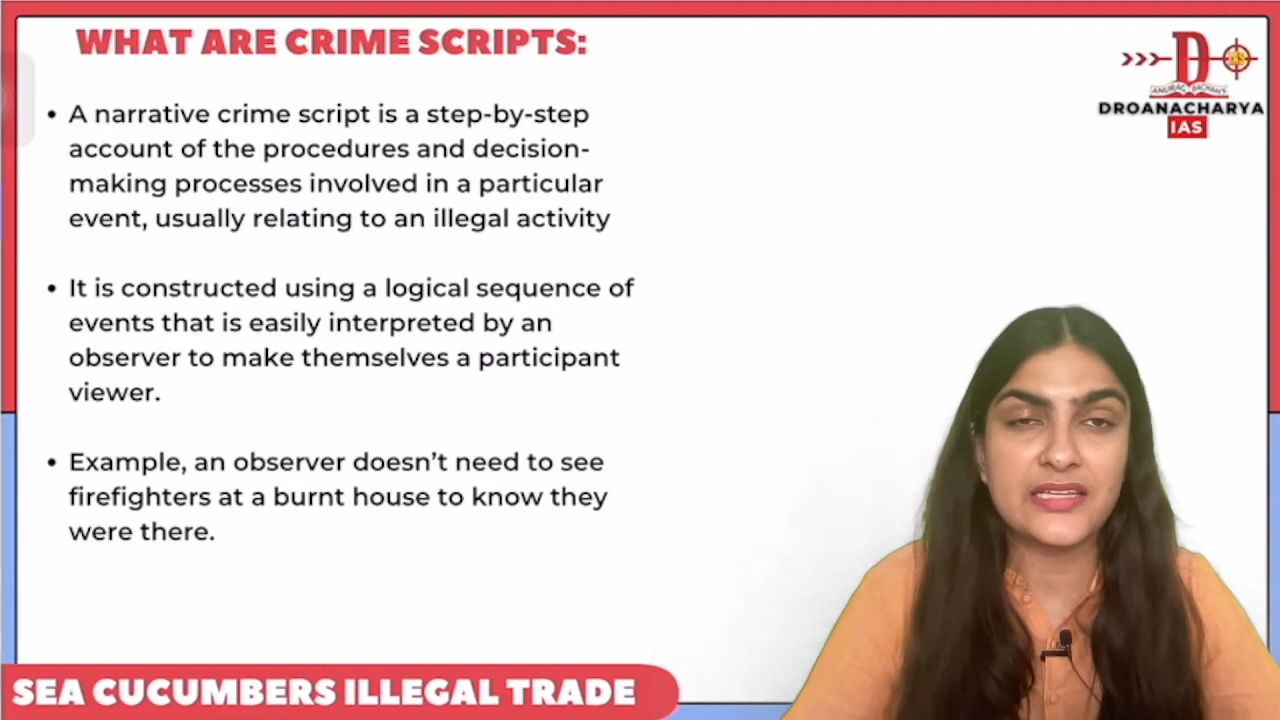 WHAT ARE CRIME SCRIPTS:
• A narrative crime script is a step-by-step
account of the procedures and decision-
making processes involved in a particular
event, usually relating to an illegal activity
• It is constructed using a logical sequence of
events that is easily interpreted by an
observer to make themselves a participant
viewer.
• Example, an observer doesn't need to see
firefighters at a burnt house to know they
were there.
D
IAS
ANURAG BACHAN'S
DROANACHARYA
IAS
SEA CUCUMBERS ILLEGAL TRADE